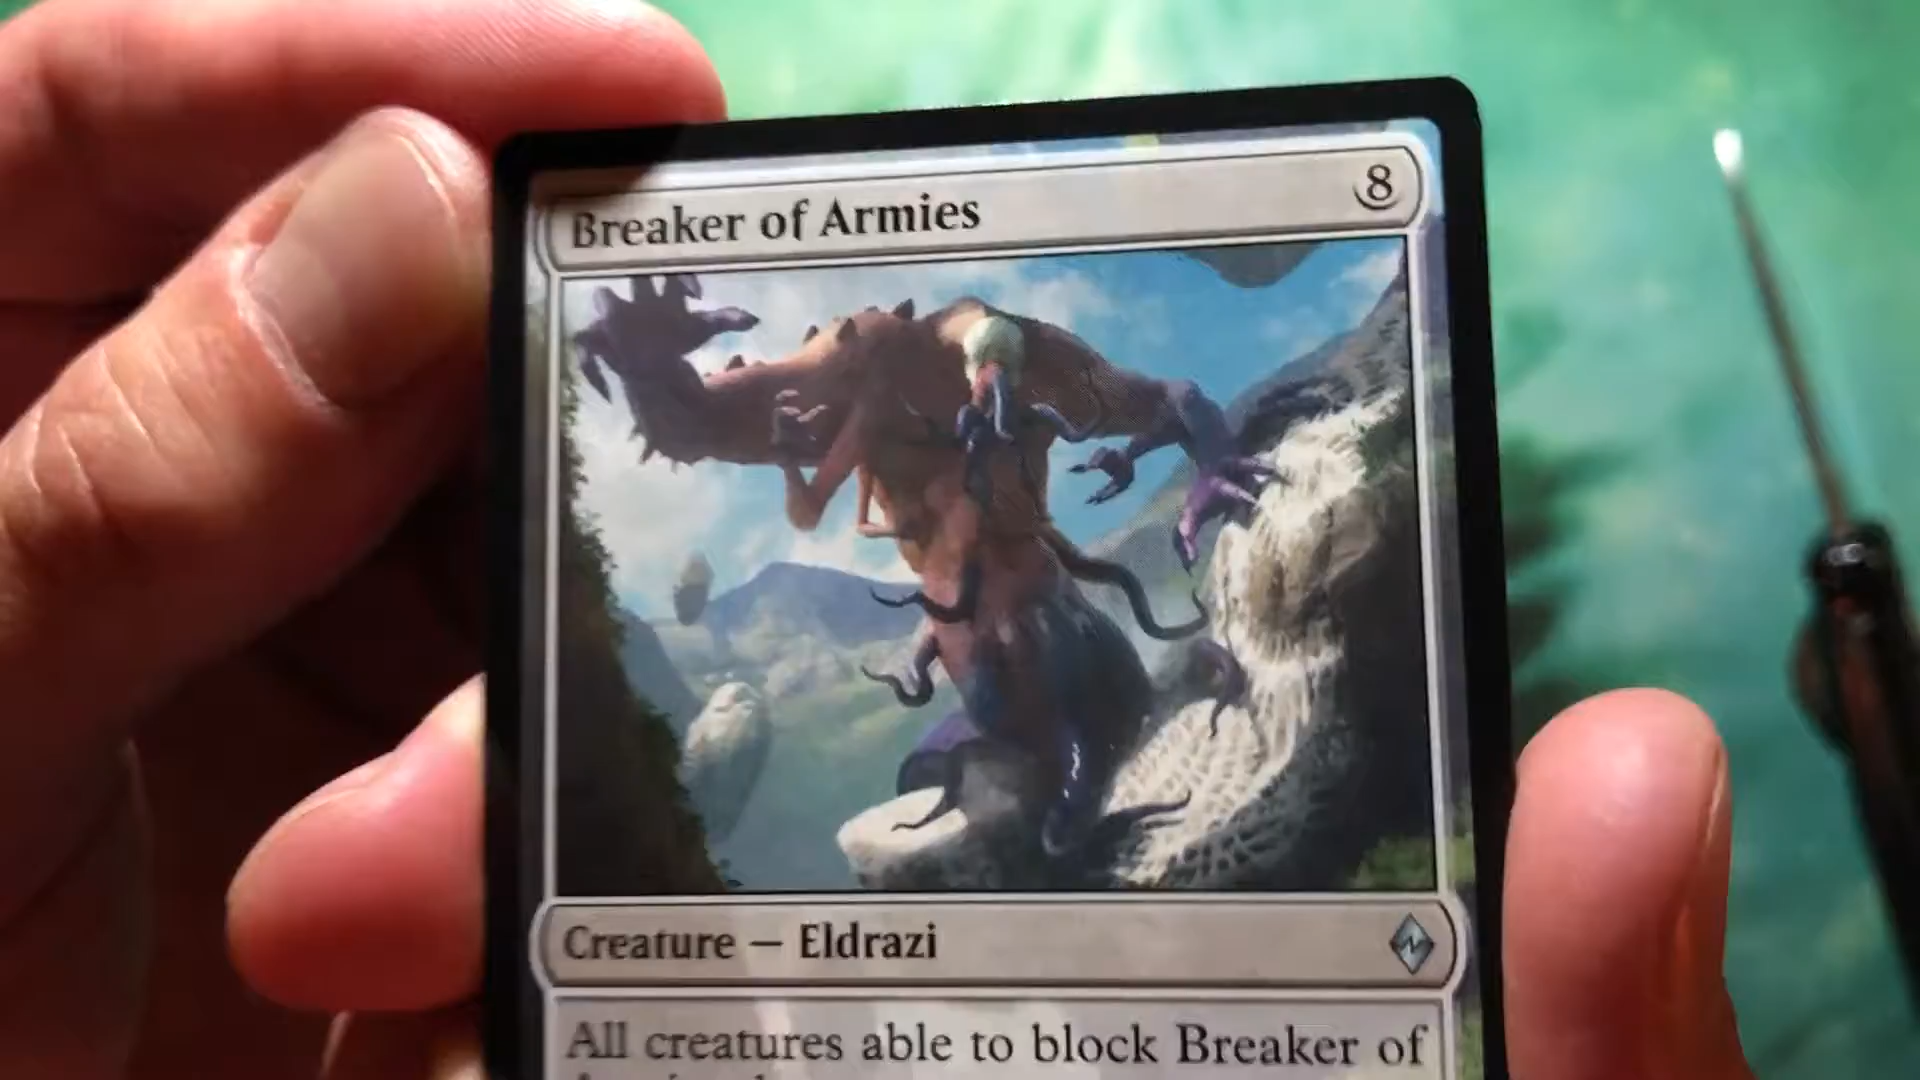 Breaker of Armies
8
Creature — Eldrazi
All creatures able to block Breaker of